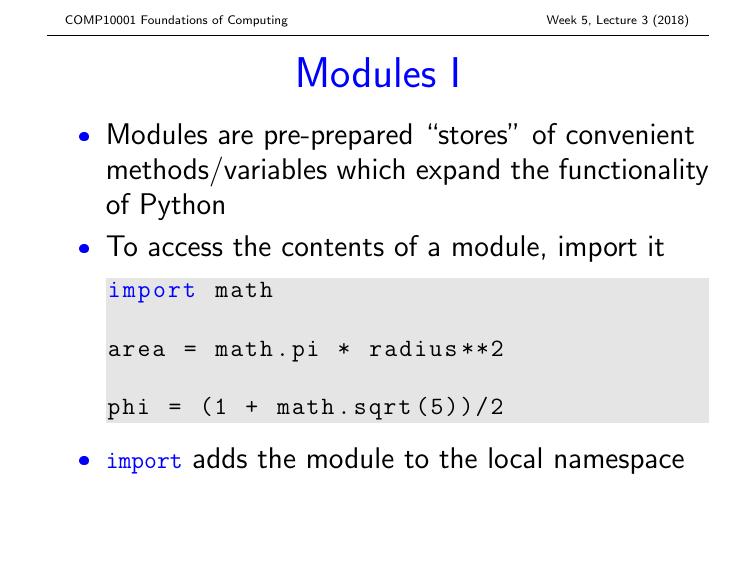 COMP10001 Foundations of Computing Week 5, Lecture 3 (2018)
Modules I
• Modules are pre-prepared “stores” of convenient
methods/variables which expand the functionality
of Python
• To access the contents of a module, import it
import math
area = math.pi * radius**2
phi = (1 + math.sqrt(5))/2
• import adds the module to the local namespace